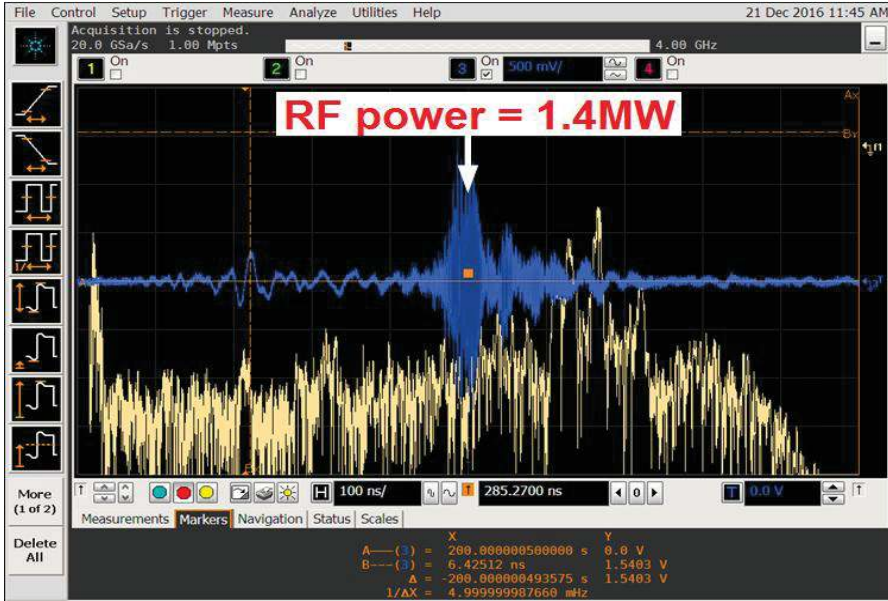 File Control Setup Trigger Measure Analyze Utilities Help 21 Dec 2016 11:45 AM
Acquisition is stopped.
20.0 GSa/s 1.00 Mpts 4.00 GHz
1 On 2 On 3 On 500 mV/ 4 On
RF power = 1.4MW
Ax
By
f1
1/
More
(1 of 2)
Delete
All
H 100 ns/ 285.2700 ns 0 T 0.0 V
Measurements Markers Navigation Status Scales
X Y
A───(3) = 200.000000500000 s 0.0 V
B---(3) = 6.42512 ns 1.5403 V
Δ = -200.000000493575 s 1.5403 V
1/ΔX = 4.999999987660 mHz